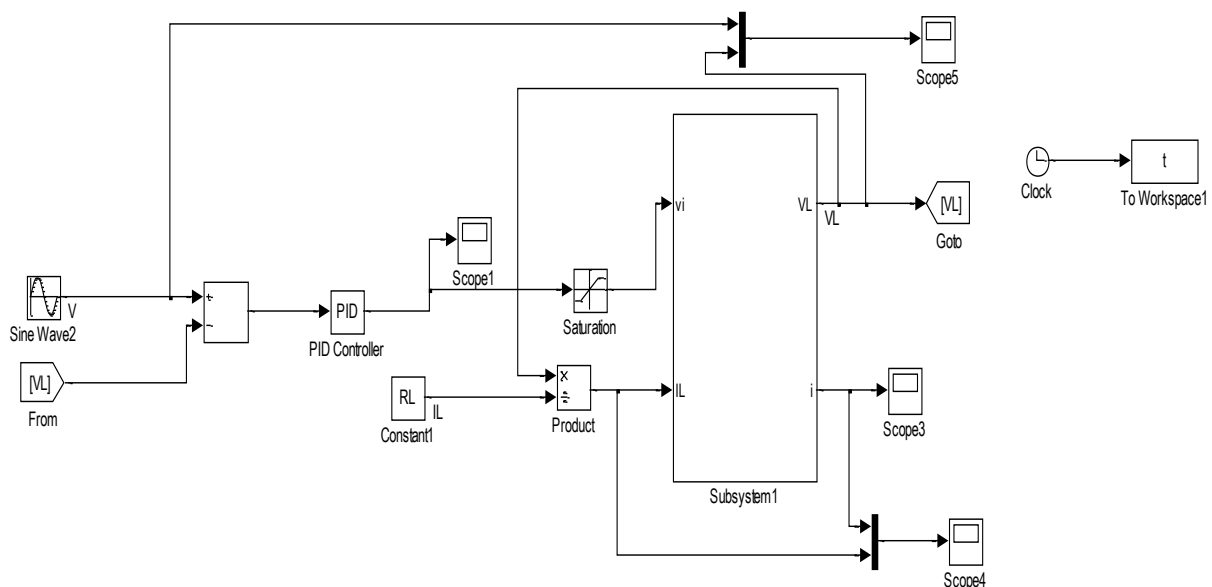 Scope5
t
Clock
To Workspace1
vi
VL
VL
[VL]
Goto
Scope1
Sine Wave2
V
+
−
PID
PID Controller
Saturation
[VL]
From
RL
IL
Constant1
×
÷
Product
IL
i
Scope3
Subsystem1
Scope4